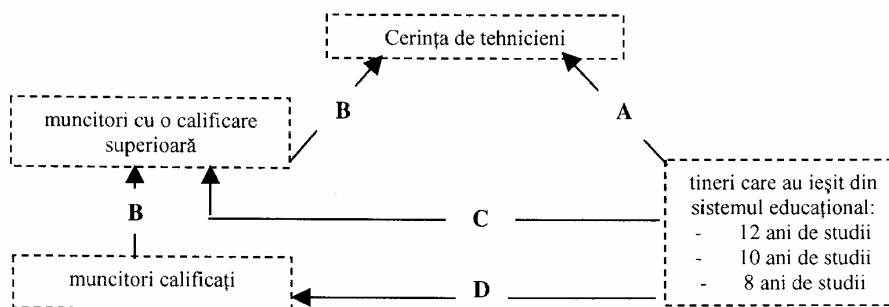 Cerința de tehnicieni
B
A
muncitori cu o calificare
superioară
tineri care au ieșit din
sistemul educațional:
- 12 ani de studii
- 10 ani de studii
- 8 ani de studii
B
C
muncitori calificați
D